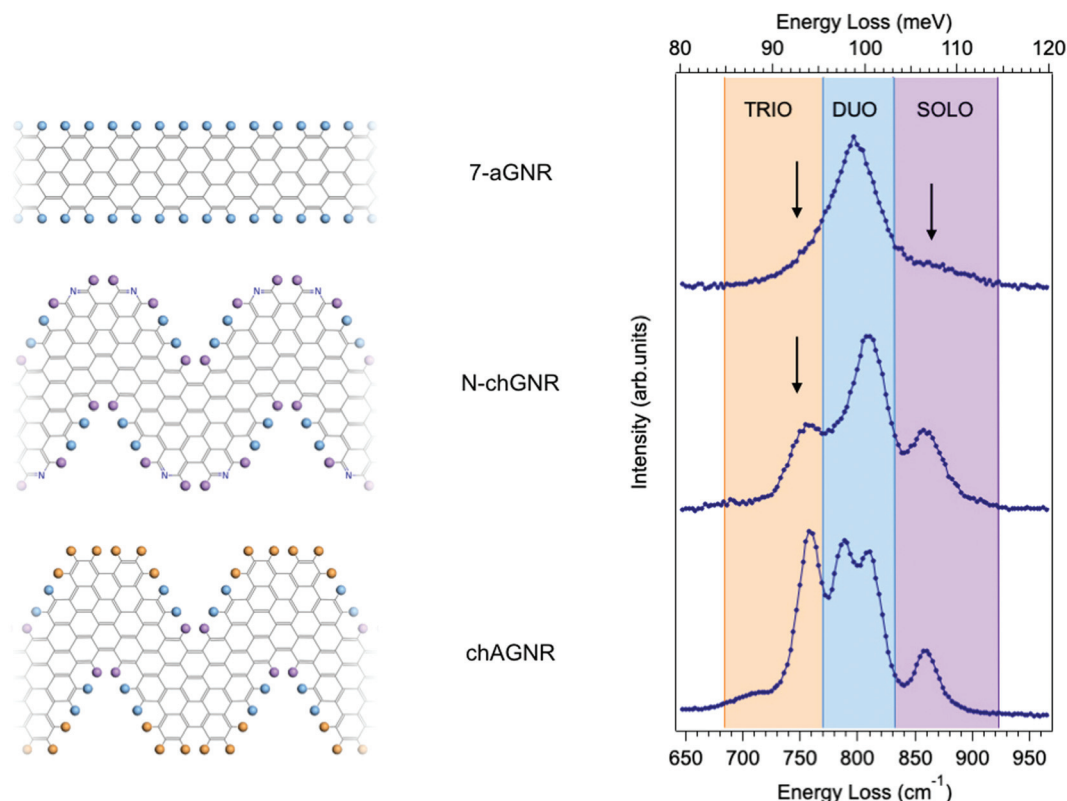 Energy Loss (meV)
80 90 100 110 120
TRIO DUO SOLO
7-aGNR
N N N N
N-chGNR
N N N N
chAGNR
Intensity (arb.units)
650 700 750 800 850 900 950
Energy Loss (cm⁻¹)